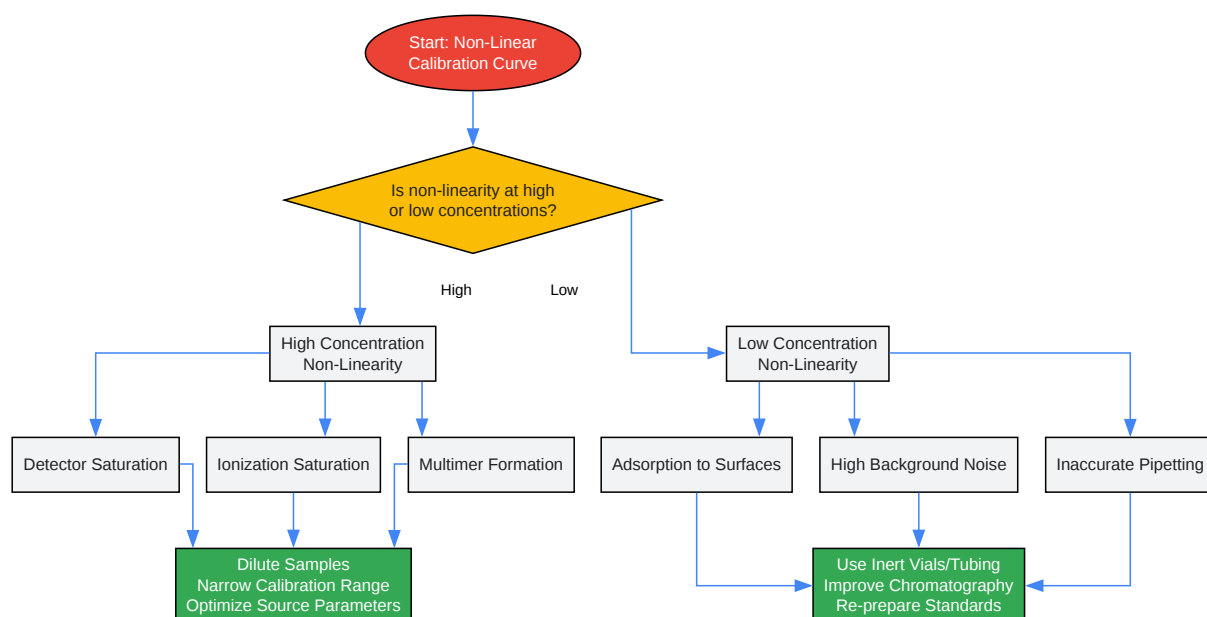 Start: Non-Linear
Calibration Curve
Is non-linearity at high
or low concentrations?
High
Low
High Concentration
Non-Linearity
Low Concentration
Non-Linearity
Detector Saturation
Ionization Saturation
Multimer Formation
Adsorption to Surfaces
High Background Noise
Inaccurate Pipetting
Dilute Samples
Narrow Calibration Range
Optimize Source Parameters
Use Inert Vials/Tubing
Improve Chromatography
Re-prepare Standards